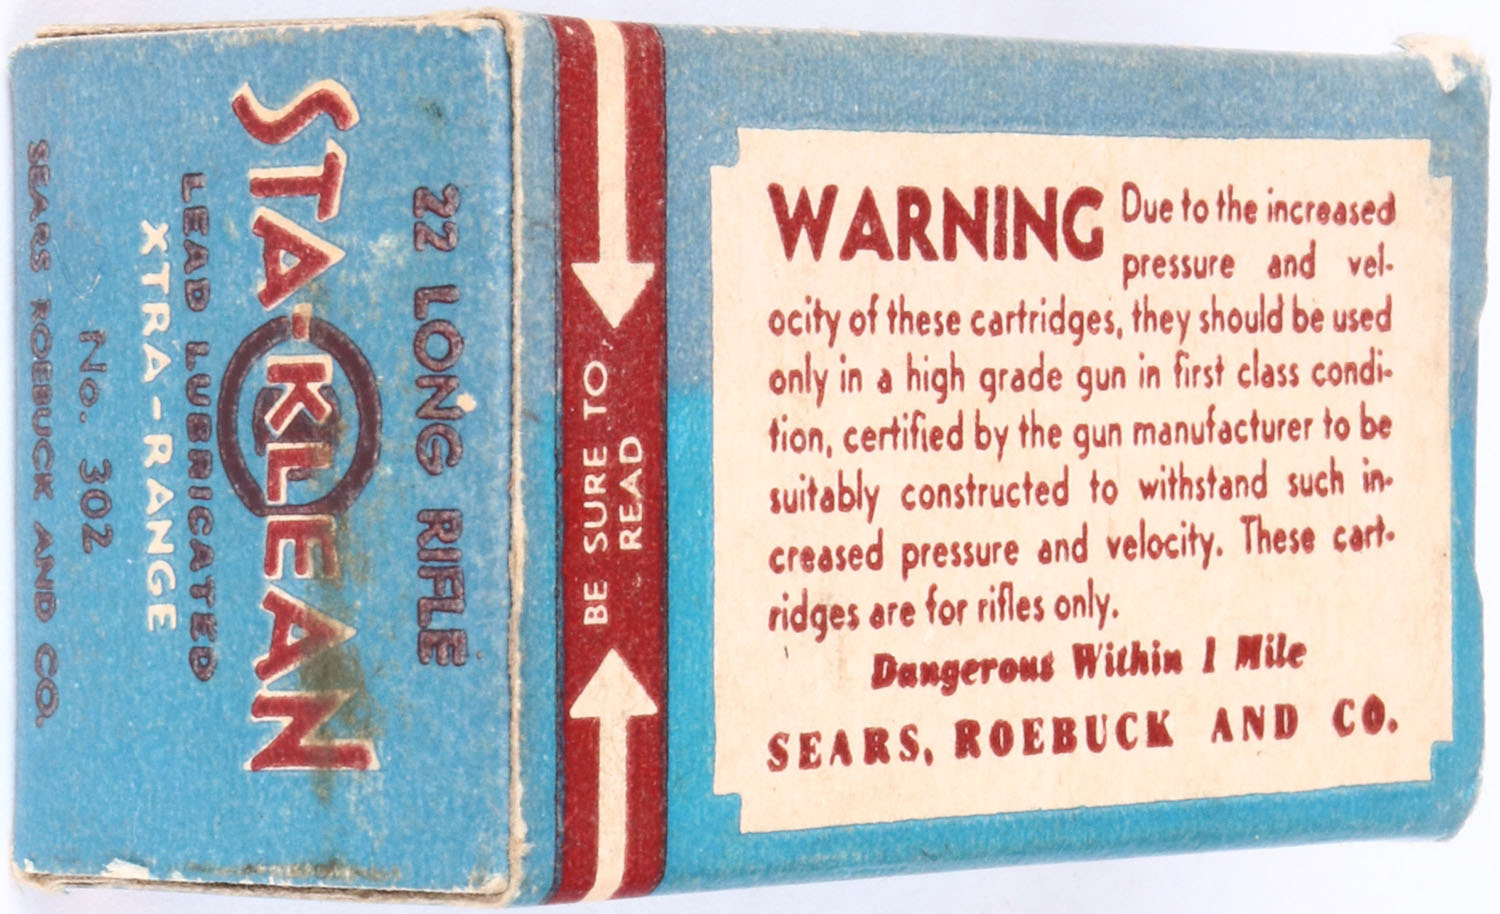 22 LONG RIFLE
STA-KLEAN
LEAD LUBRICATED
XTRA-RANGE
No. 302
SEARS ROEBUCK AND CO.
BE SURE TO
READ
WARNING Due to the increased
pressure and vel-
ocity of these cartridges, they should be used
only in a high grade gun in first class condi-
tion, certified by the gun manufacturer to be
suitably constructed to withstand such in-
creased pressure and velocity. These cart-
ridges are for rifles only.
Dangerous Within 1 Mile
SEARS, ROEBUCK AND CO.